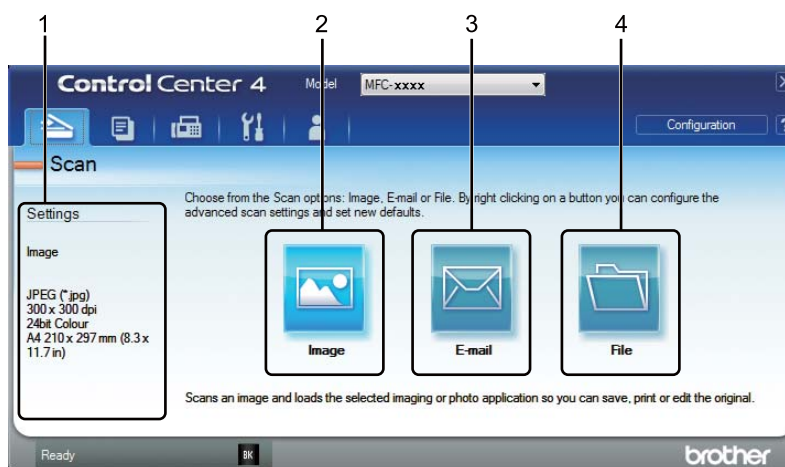 1 2 3 4
Control Center 4 Model MFC-xxxx
Configuration ?
Scan
Choose from the Scan options: Image, E-mail or File. By right clicking on a button you can configure the
advanced scan settings and set new defaults.
Settings
Image
JPEG (*.jpg)
300 x 300 dpi
24bit Colour
A4 210 x 297 mm (8.3 x
11.7 in)
Image E-mail File
Scans an image and loads the selected imaging or photo application so you can save, print or edit the original.
Ready BK brother